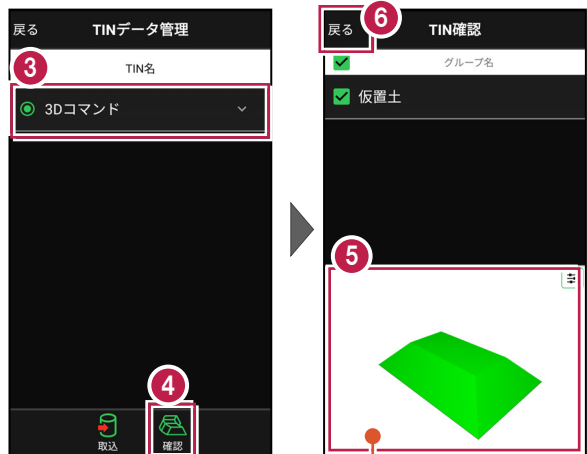 戻る TINデータ管理
3
TIN名
3Dコマンド
4
取込
確認
戻る
6
TIN確認
グループ名
仮置土
5